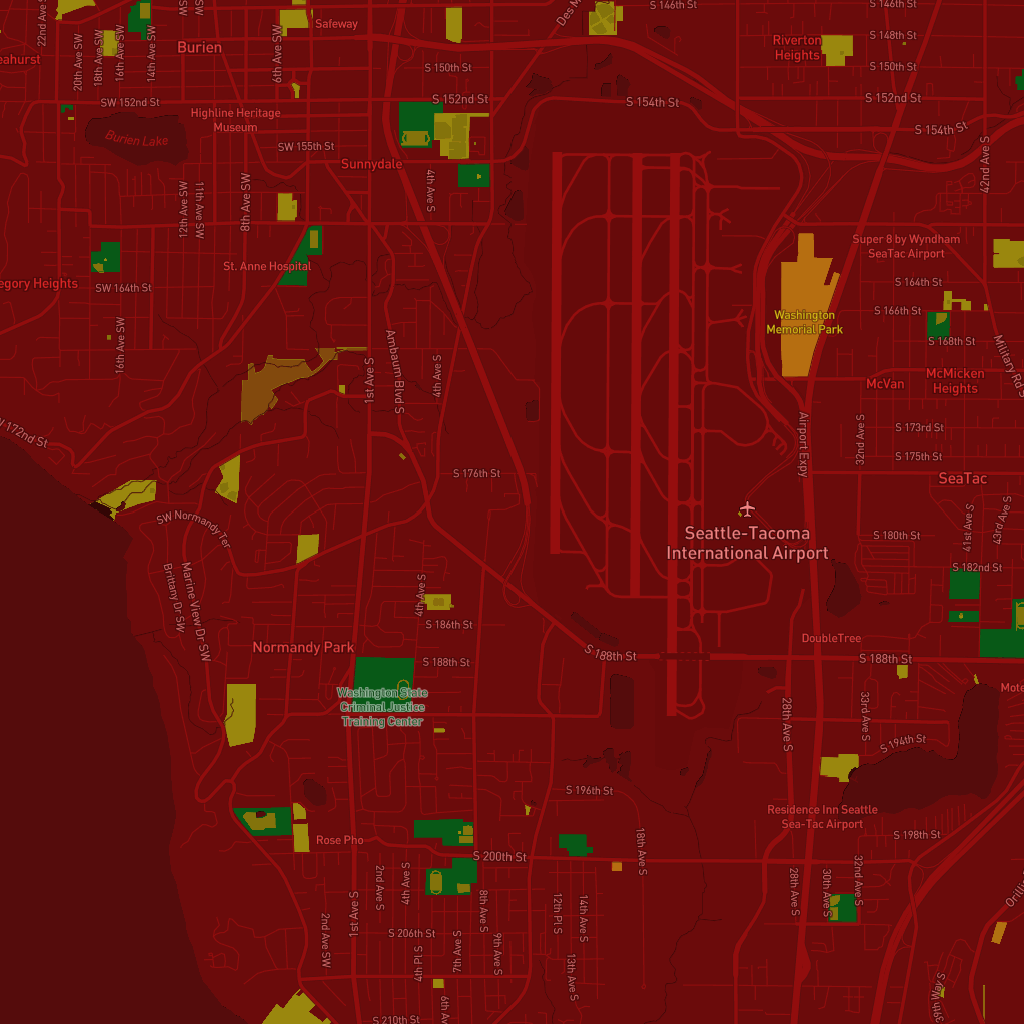 22nd Ave SW
SW
SW
6th Ave SW
Safeway
Des M
S 146th St
S 146th St
20th Ave SW
18th Ave SW
16th Ave SW
14th Ave SW
Burien
eahurst
S 150th St
Riverton
Heights
S 148th St
S 150th St
SW 152nd St
S 152nd St
S 154th St
S 152nd St
Highline Heritage
Museum
Burien Lake
S 154th St
SW 155th St
Sunnydale
42nd Ave S
4th Ave S
12th Ave SW
11th Ave SW
8th Ave SW
St. Anne Hospital
Super 8 by Wyndham
SeaTac Airport
egory Heights
SW 164th St
S 164th St
S 166th St
Washington
Memorial Park
16th Ave SW
S 168th St
Military Rd S
1st Ave S
Ambaum Blvd S
4th Ave S
McMicken
Heights
McVan
W 172nd St
Airport Expy
32nd Ave S
S 173rd St
S 175th St
S 176th St
SeaTac
SW Normandy Ter
Seattle-Tacoma
International Airport
41st Ave S
43rd Ave S
S 180th St
S 182nd St
Brittany Dr SW
Marine View Dr SW
4th Ave S
S 186th St
Normandy Park
S 188th St
S 188th St
DoubleTree
S 188th St
Washington State
Criminal Justice
Training Center
Mote
28th Ave S
33rd Ave S
S 194th St
S 196th St
Residence Inn Seattle
Sea-Tac Airport
Rose Pho
S 198th St
S 200th St
18th Ave S
1st Ave S
2nd Ave S
4th Ave S
8th Ave S
12th Pl S
14th Ave S
28th Ave S
30th Ave S
32nd Ave S
Orilli
2nd Ave SW
S 206th St
4th Pl S
7th Ave S
9th Ave S
13th Ave S
6th Av
S 210th St
39th Way S